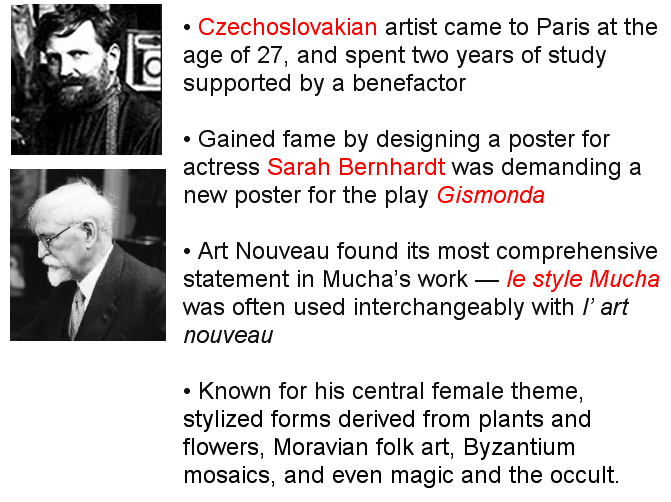 • Czechoslovakian artist came to Paris at the
age of 27, and spent two years of study
supported by a benefactor
• Gained fame by designing a poster for
actress Sarah Bernhardt was demanding a
new poster for the play Gismonda
• Art Nouveau found its most comprehensive
statement in Mucha's work — le style Mucha
was often used interchangeably with l' art
nouveau
• Known for his central female theme,
stylized forms derived from plants and
flowers, Moravian folk art, Byzantium
mosaics, and even magic and the occult.